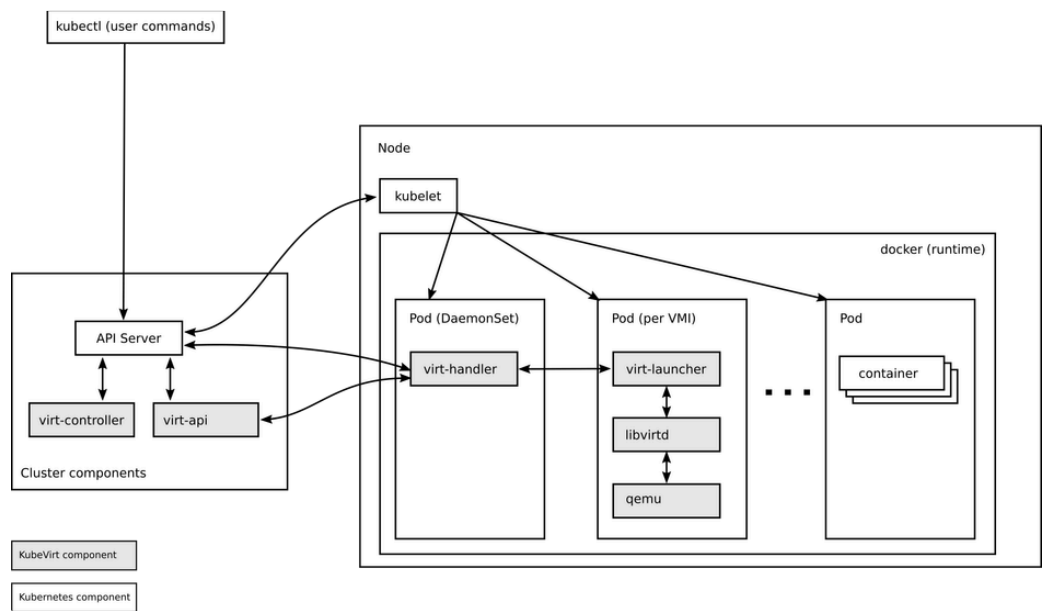 kubectl (user commands)
Node
kubelet
docker (runtime)
Pod (DaemonSet)
Pod (per VMI)
Pod
API Server
virt-handler
virt-launcher
container
virt-controller
virt-api
libvirtd
Cluster components
qemu
KubeVirt component
Kubernetes component